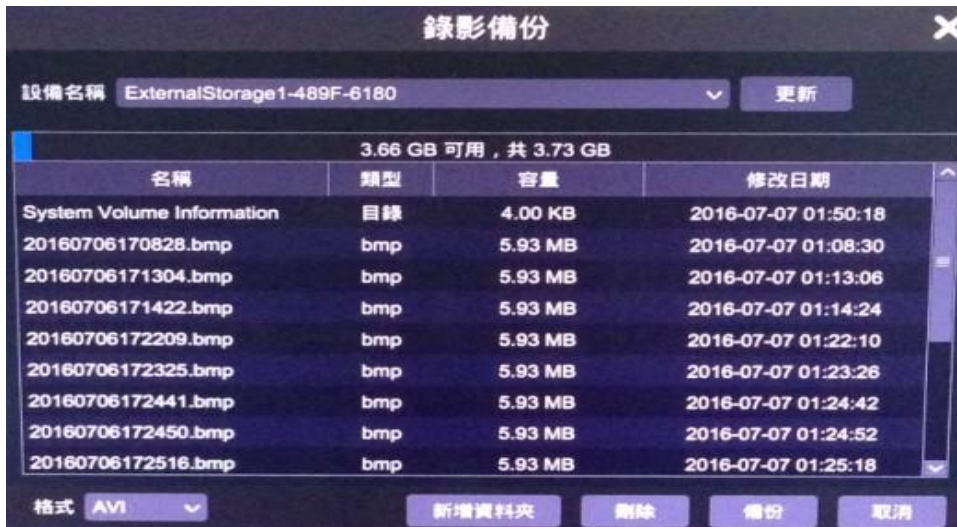 錄影備份
設備名稱 ExternalStorage1-489F-6180 更新
3.66 GB 可用，共 3.73 GB
名稱 類型 容量 修改日期
System Volume Information 目錄 4.00 KB 2016-07-07 01:50:18
20160706170828.bmp bmp 5.93 MB 2016-07-07 01:08:30
20160706171304.bmp bmp 5.93 MB 2016-07-07 01:13:06
20160706171422.bmp bmp 5.93 MB 2016-07-07 01:14:24
20160706172209.bmp bmp 5.93 MB 2016-07-07 01:22:10
20160706172325.bmp bmp 5.93 MB 2016-07-07 01:23:26
20160706172441.bmp bmp 5.93 MB 2016-07-07 01:24:42
20160706172450.bmp bmp 5.93 MB 2016-07-07 01:24:52
20160706172516.bmp bmp 5.93 MB 2016-07-07 01:25:18
格式 AVI 新增資料夾 刪除 備份 取消